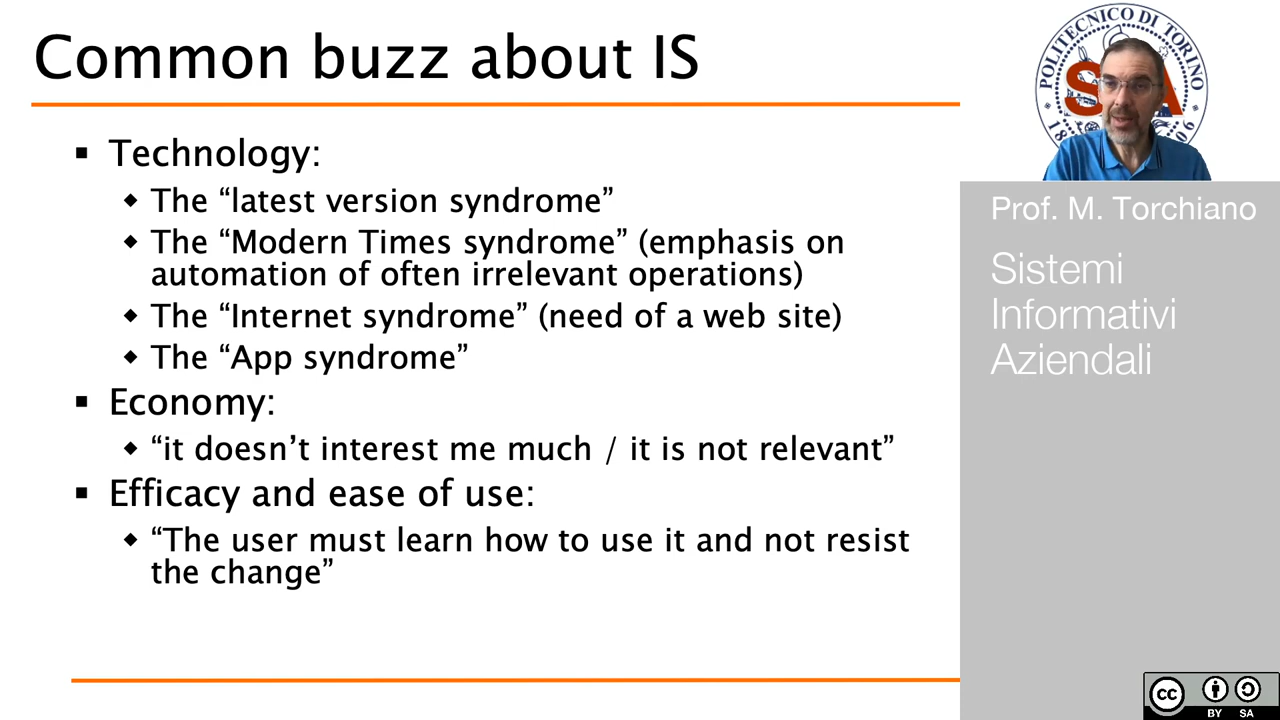 Common buzz about IS
▪ Technology:
◆ The “latest version syndrome”
◆ The “Modern Times syndrome” (emphasis on
automation of often irrelevant operations)
◆ The “Internet syndrome” (need of a web site)
◆ The “App syndrome”
▪ Economy:
◆ “it doesn’t interest me much / it is not relevant”
▪ Efficacy and ease of use:
◆ “The user must learn how to use it and not resist
the change”
POLITECNICO DI TORINO
Prof. M. Torchiano
Sistemi
Informativi
Aziendali
cc
BY SA